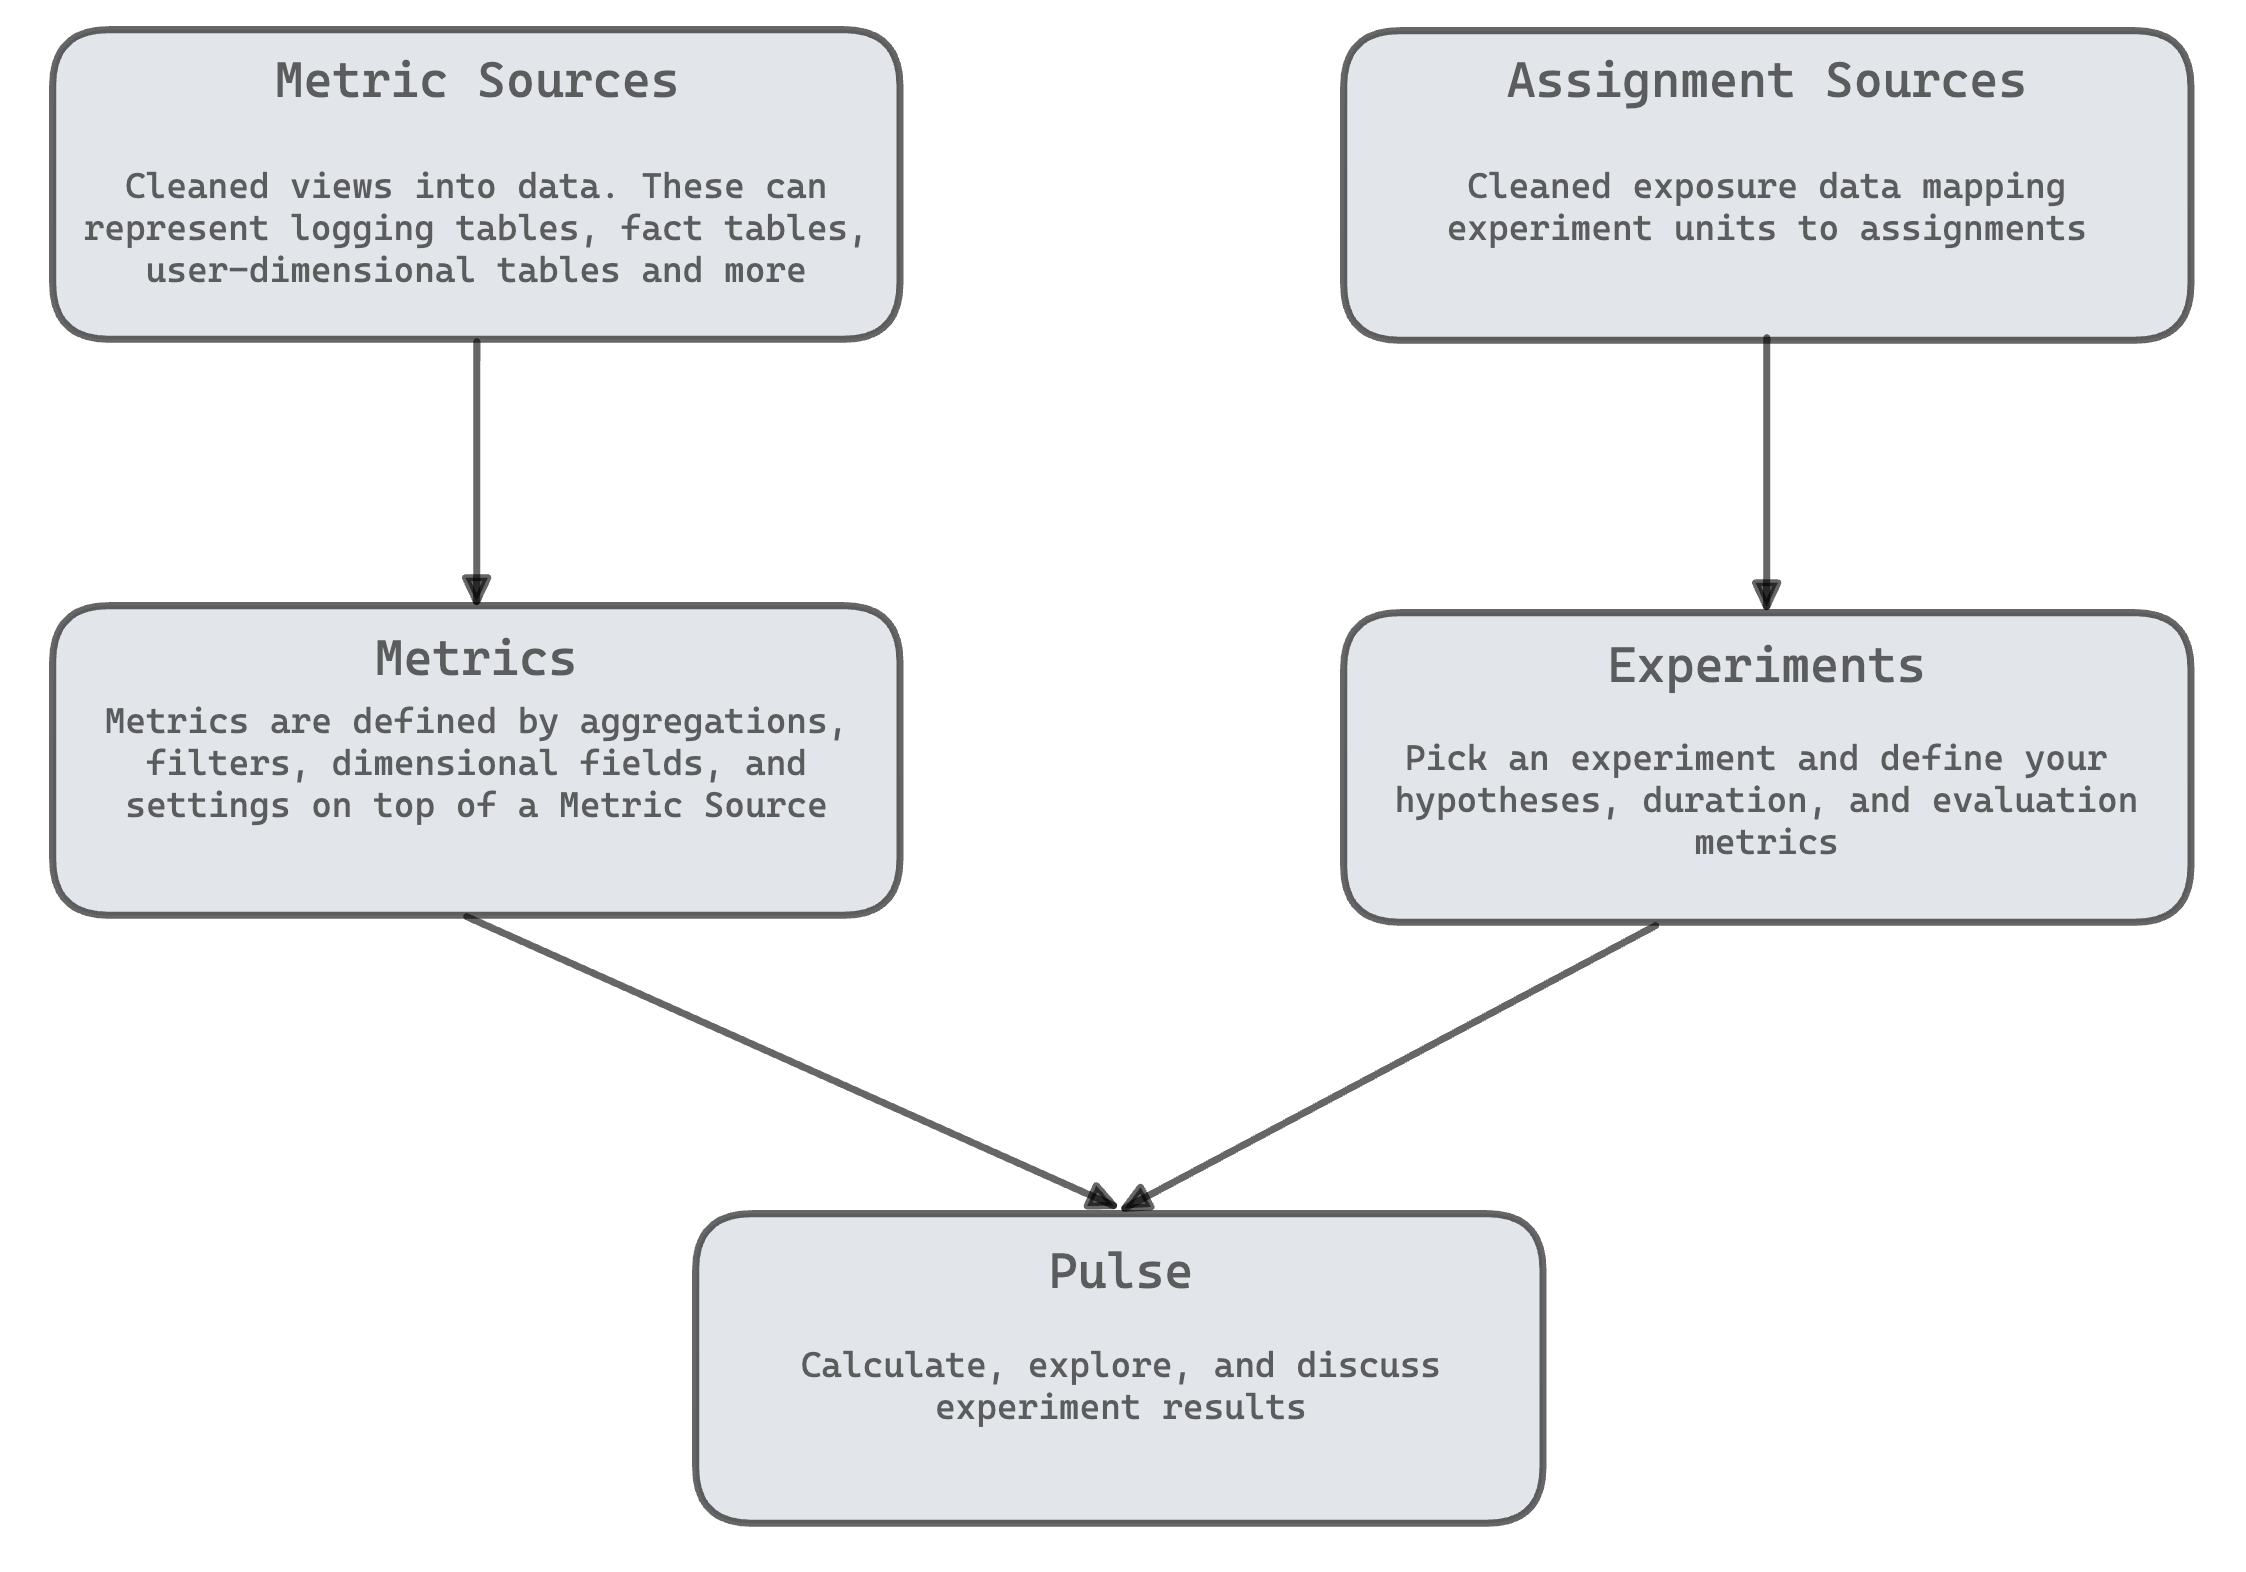 Metric Sources
Cleaned views into data. These can
represent logging tables, fact tables,
user-dimensional tables and more
Assignment Sources
Cleaned exposure data mapping
experiment units to assignments
Metrics
Metrics are defined by aggregations,
filters, dimensional fields, and
settings on top of a Metric Source
Experiments
Pick an experiment and define your
hypotheses, duration, and evaluation
metrics
Pulse
Calculate, explore, and discuss
experiment results